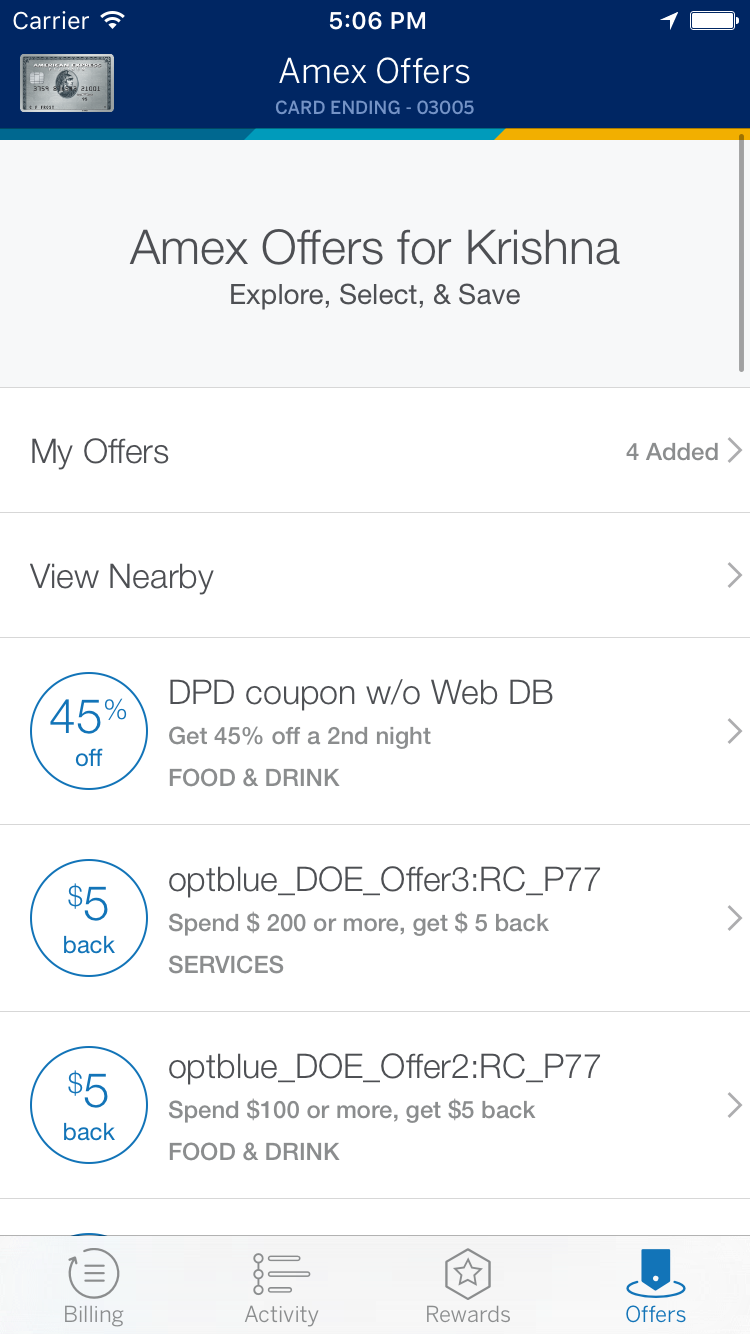 Carrier 5:06 PM
AMERICAN EXPRESS
Amex Offers
CARD ENDING - 03005
Amex Offers for Krishna
Explore, Select, & Save
My Offers 4 Added
View Nearby
45% off
DPD coupon w/o Web DB
Get 45% off a 2nd night
FOOD & DRINK
$5 back
optblue_DOE_Offer3:RC_P77
Spend $ 200 or more, get $ 5 back
SERVICES
$5 back
optblue_DOE_Offer2:RC_P77
Spend $100 or more, get $5 back
FOOD & DRINK
Billing Activity Rewards Offers